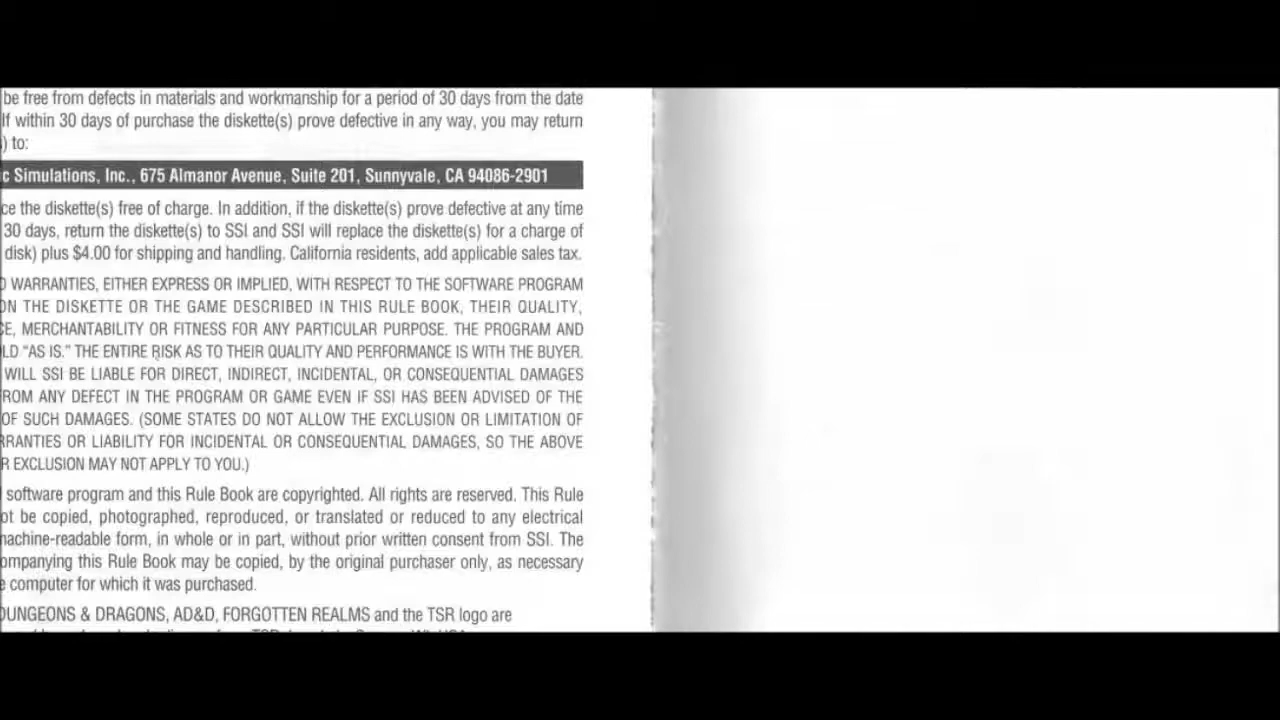 be free from defects in materials and workmanship for a period of 30 days from the date
If within 30 days of purchase the diskette(s) prove defective in any way, you may return
) to:
c Simulations, Inc., 675 Almanor Avenue, Suite 201, Sunnyvale, CA 94086-2901
ce the diskette(s) free of charge. In addition, if the diskette(s) prove defective at any time
30 days, return the diskette(s) to SSI and SSI will replace the diskette(s) for a charge of
disk) plus $4.00 for shipping and handling. California residents, add applicable sales tax.
O WARRANTIES, EITHER EXPRESS OR IMPLIED, WITH RESPECT TO THE SOFTWARE PROGRAM
ON THE DISKETTE OR THE GAME DESCRIBED IN THIS RULE BOOK, THEIR QUALITY,
CE, MERCHANTABILITY OR FITNESS FOR ANY PARTICULAR PURPOSE. THE PROGRAM AND
LD "AS IS." THE ENTIRE RISK AS TO THEIR QUALITY AND PERFORMANCE IS WITH THE BUYER.
WILL SSI BE LIABLE FOR DIRECT, INDIRECT, INCIDENTAL, OR CONSEQUENTIAL DAMAGES
ROM ANY DEFECT IN THE PROGRAM OR GAME EVEN IF SSI HAS BEEN ADVISED OF THE
OF SUCH DAMAGES. (SOME STATES DO NOT ALLOW THE EXCLUSION OR LIMITATION OF
RRANTIES OR LIABILITY FOR INCIDENTAL OR CONSEQUENTIAL DAMAGES, SO THE ABOVE
R EXCLUSION MAY NOT APPLY TO YOU.)
software program and this Rule Book are copyrighted. All rights are reserved. This Rule
ot be copied, photographed, reproduced, or translated or reduced to any electrical
machine-readable form, in whole or in part, without prior written consent from SSI. The
ompanying this Rule Book may be copied, by the original purchaser only, as necessary
e computer for which it was purchased.
DUNGEONS & DRAGONS, AD&D, FORGOTTEN REALMS and the TSR logo are